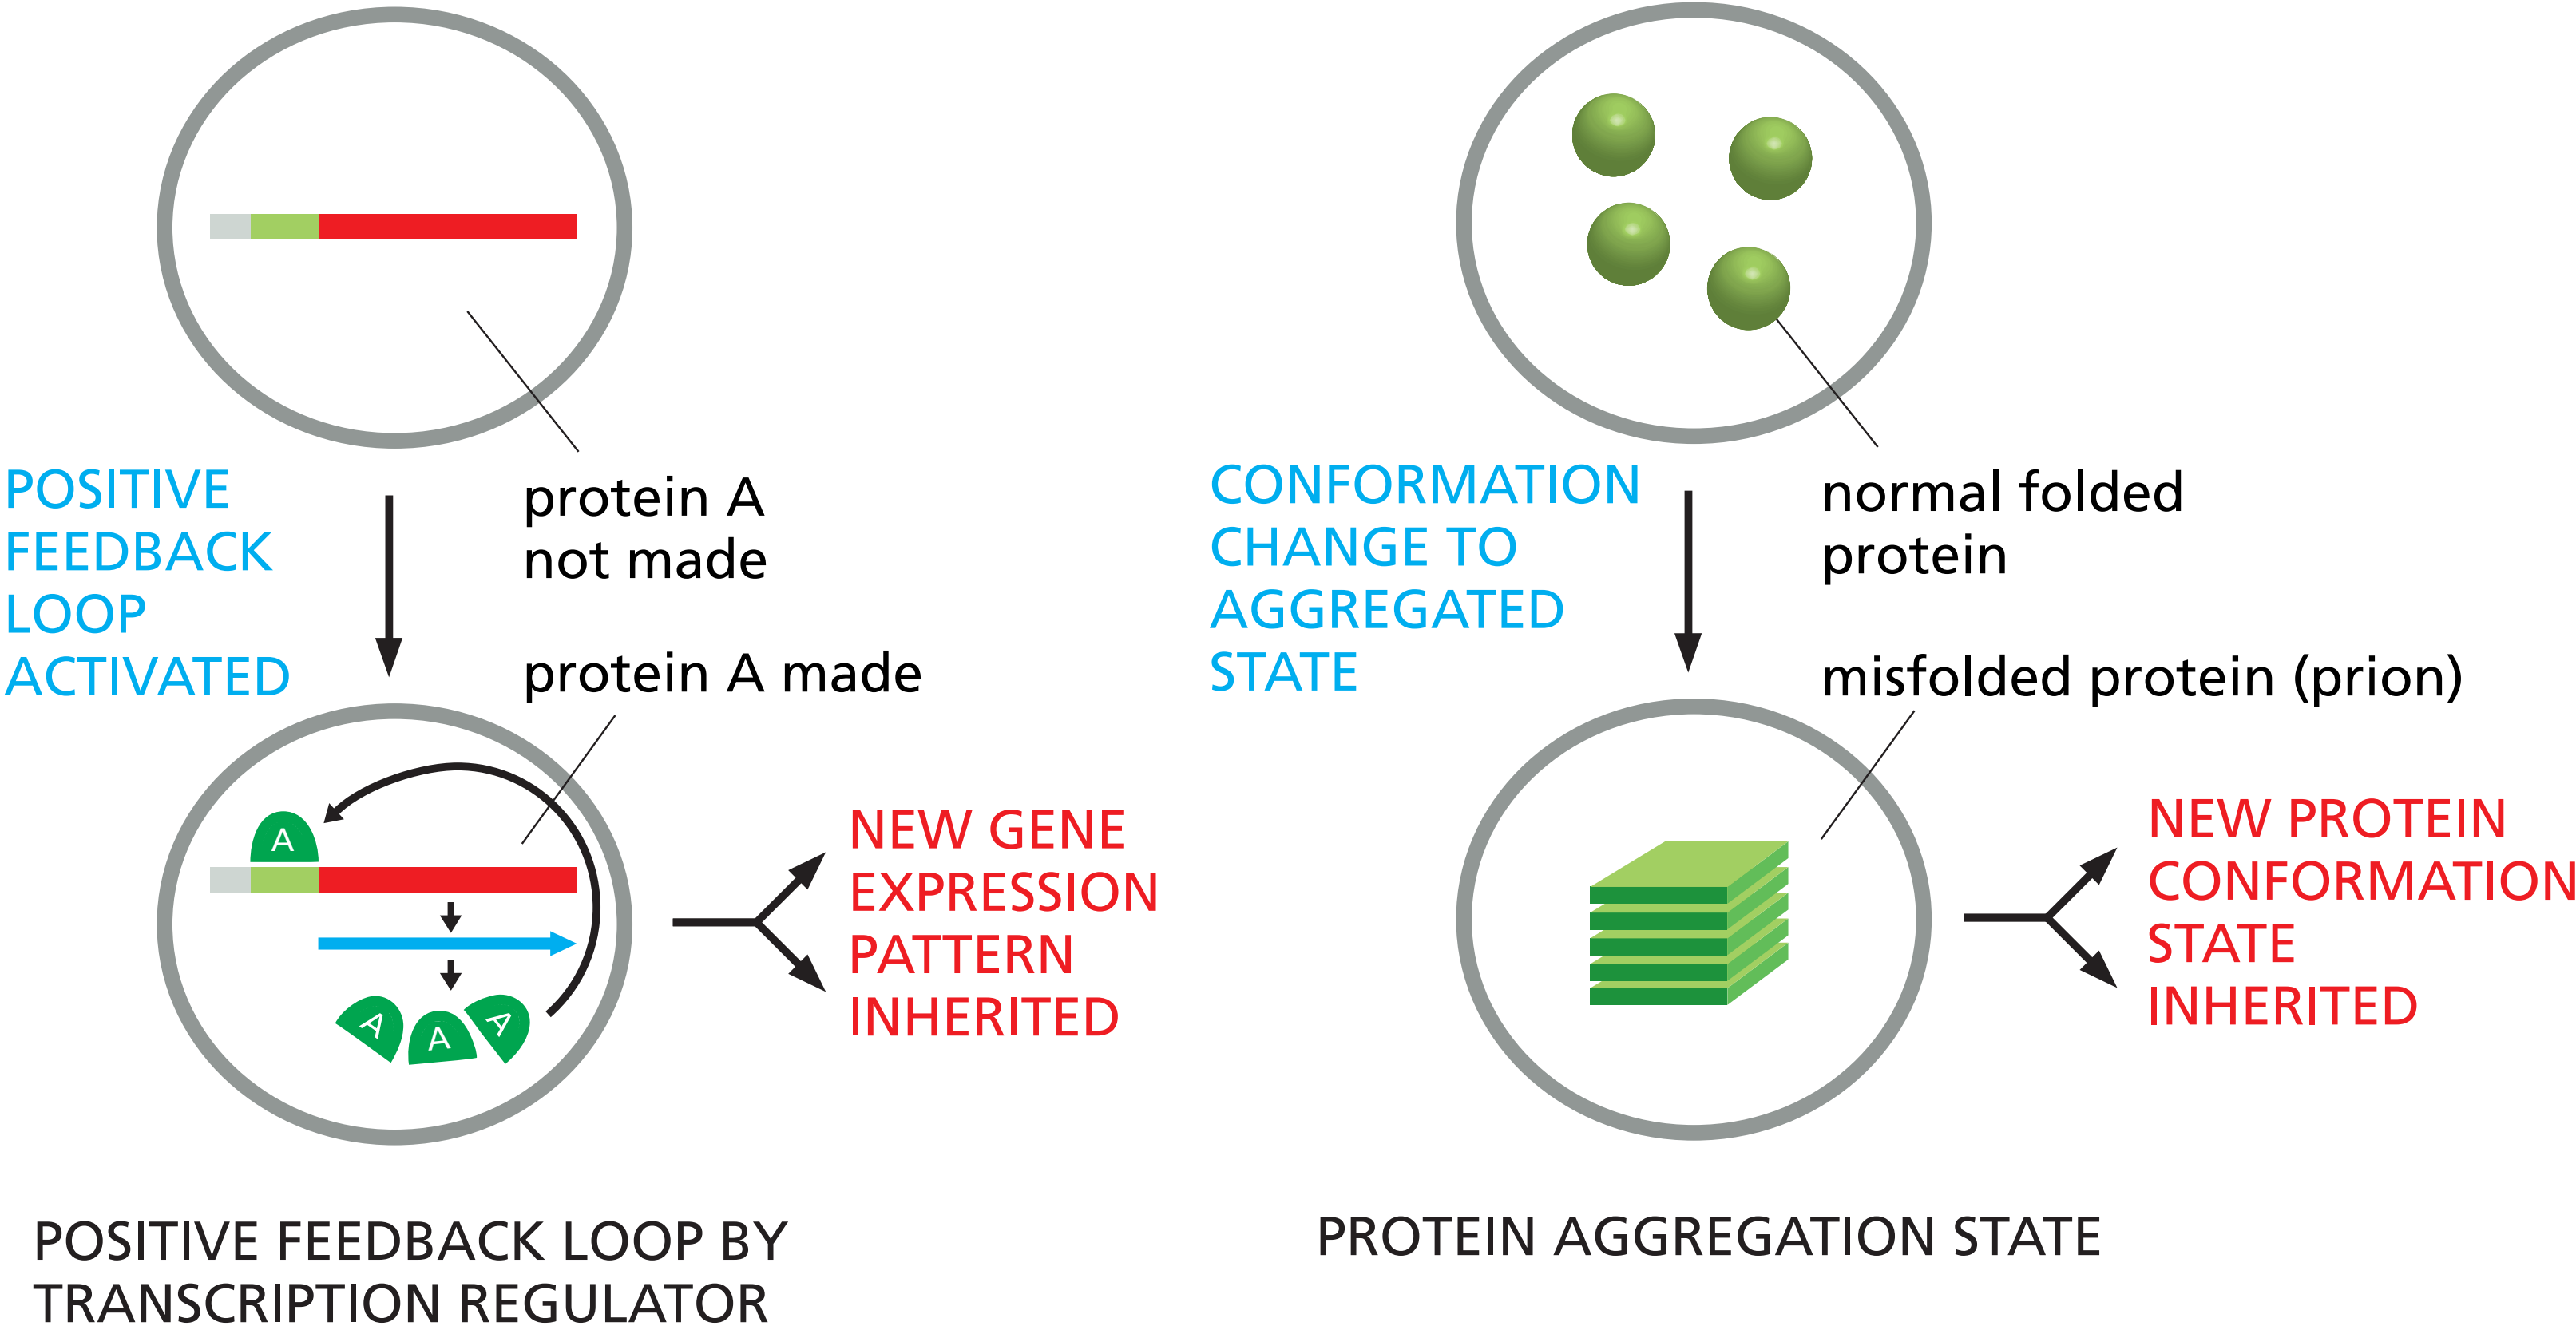 POSITIVE
FEEDBACK
LOOP
ACTIVATED
protein A
not made
protein A made
A
A
A
A
NEW GENE
EXPRESSION
PATTERN
INHERITED
POSITIVE FEEDBACK LOOP BY
TRANSCRIPTION REGULATOR
CONFORMATION
CHANGE TO
AGGREGATED
STATE
normal folded
protein
misfolded protein (prion)
NEW PROTEIN
CONFORMATION
STATE
INHERITED
PROTEIN AGGREGATION STATE